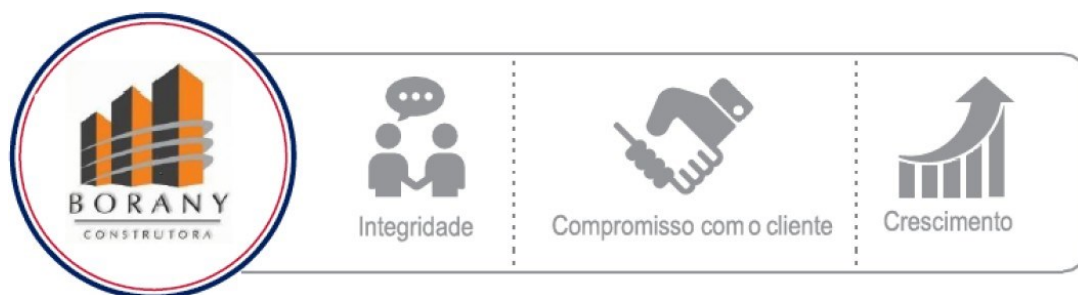 BORANY
CONSTRUTORA
Integridade
Compromisso com o cliente
Crescimento